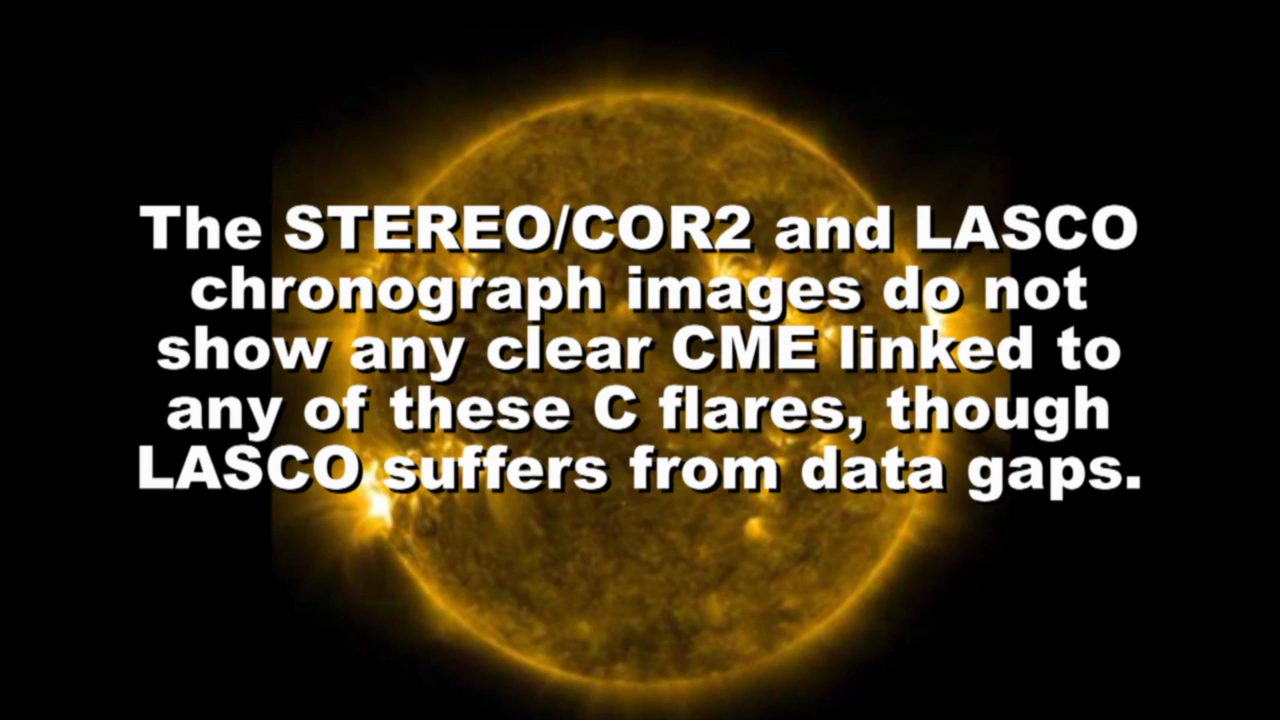 The STEREO/COR2 and LASCO
chronograph images do not
show any clear CME linked to
any of these C flares, though
LASCO suffers from data gaps.